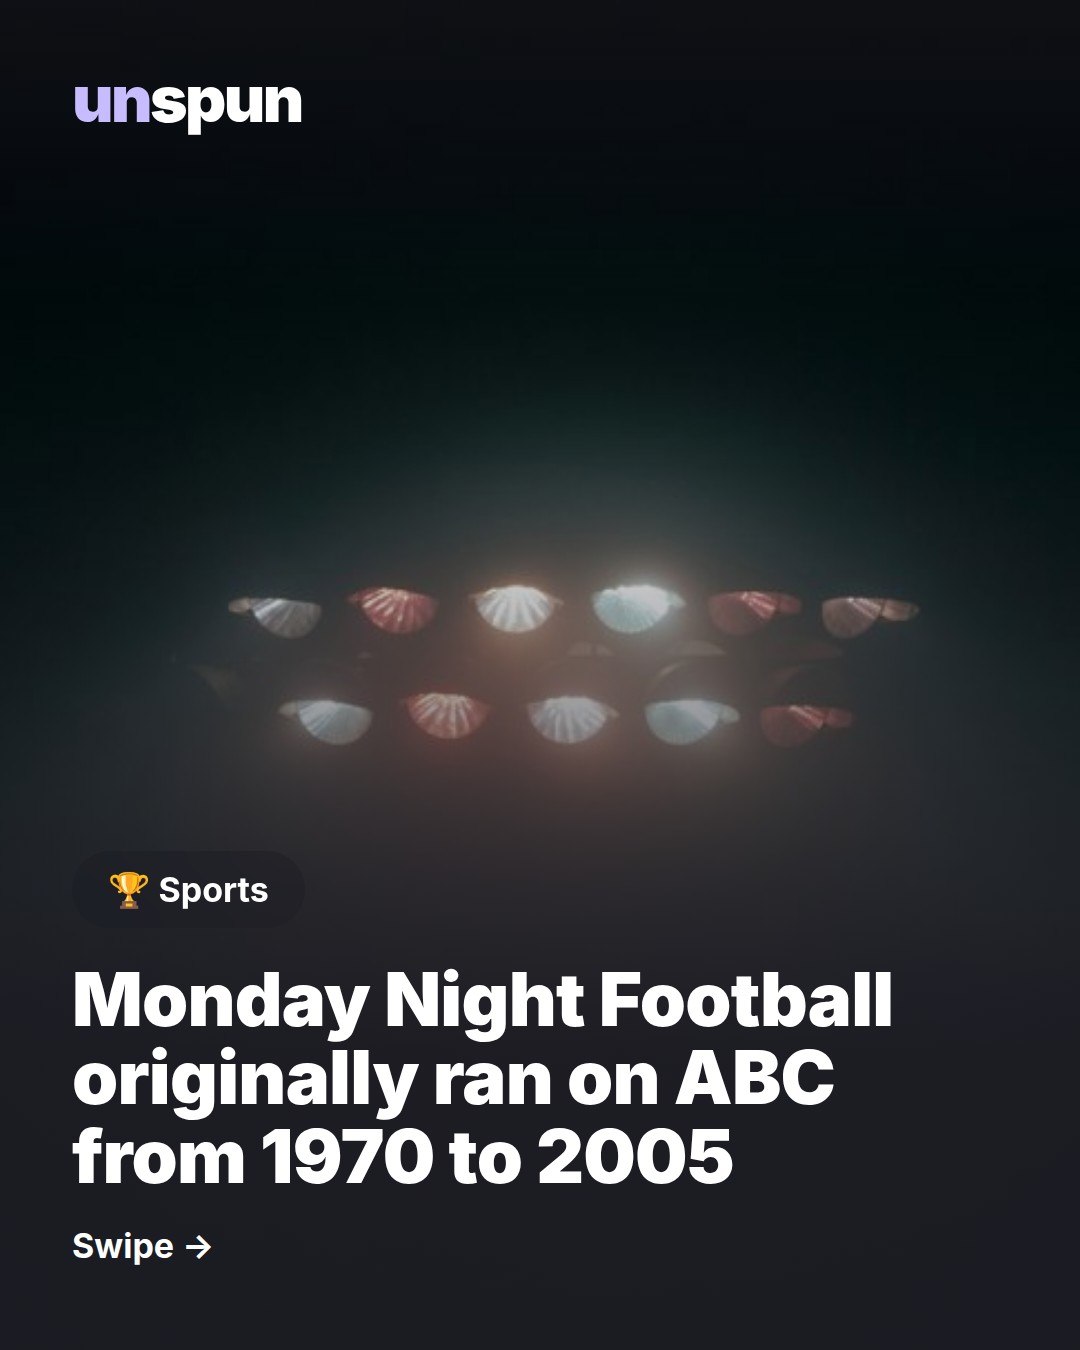 unspun
🏆 Sports
Monday Night Football
originally ran on ABC
from 1970 to 2005
Swipe →